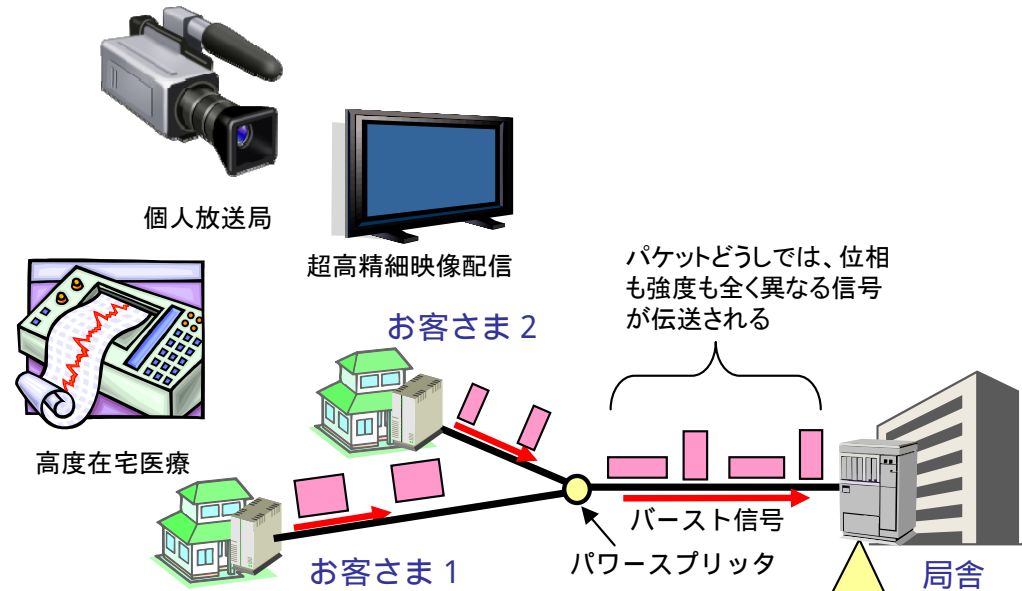 個人放送局
超高精細映像配信
高度在宅医療
お客さま 2
パケットどうしでは、位相
も強度も全く異なる信号
が伝送される
バースト信号
パワースプリッタ
お客さま 1
局舎